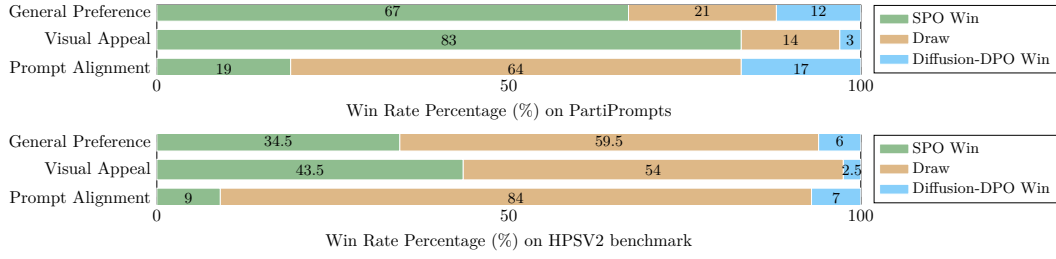 General Preference 67 21 12
Visual Appeal 83 14 3
Prompt Alignment 19 64 17
0 50 100
Win Rate Percentage (%) on PartiPrompts
SPO Win
Draw
Diffusion-DPO Win
General Preference 34.5 59.5 6
Visual Appeal 43.5 54 2.5
Prompt Alignment 9 84 7
0 50 100
Win Rate Percentage (%) on HPSV2 benchmark
SPO Win
Draw
Diffusion-DPO Win